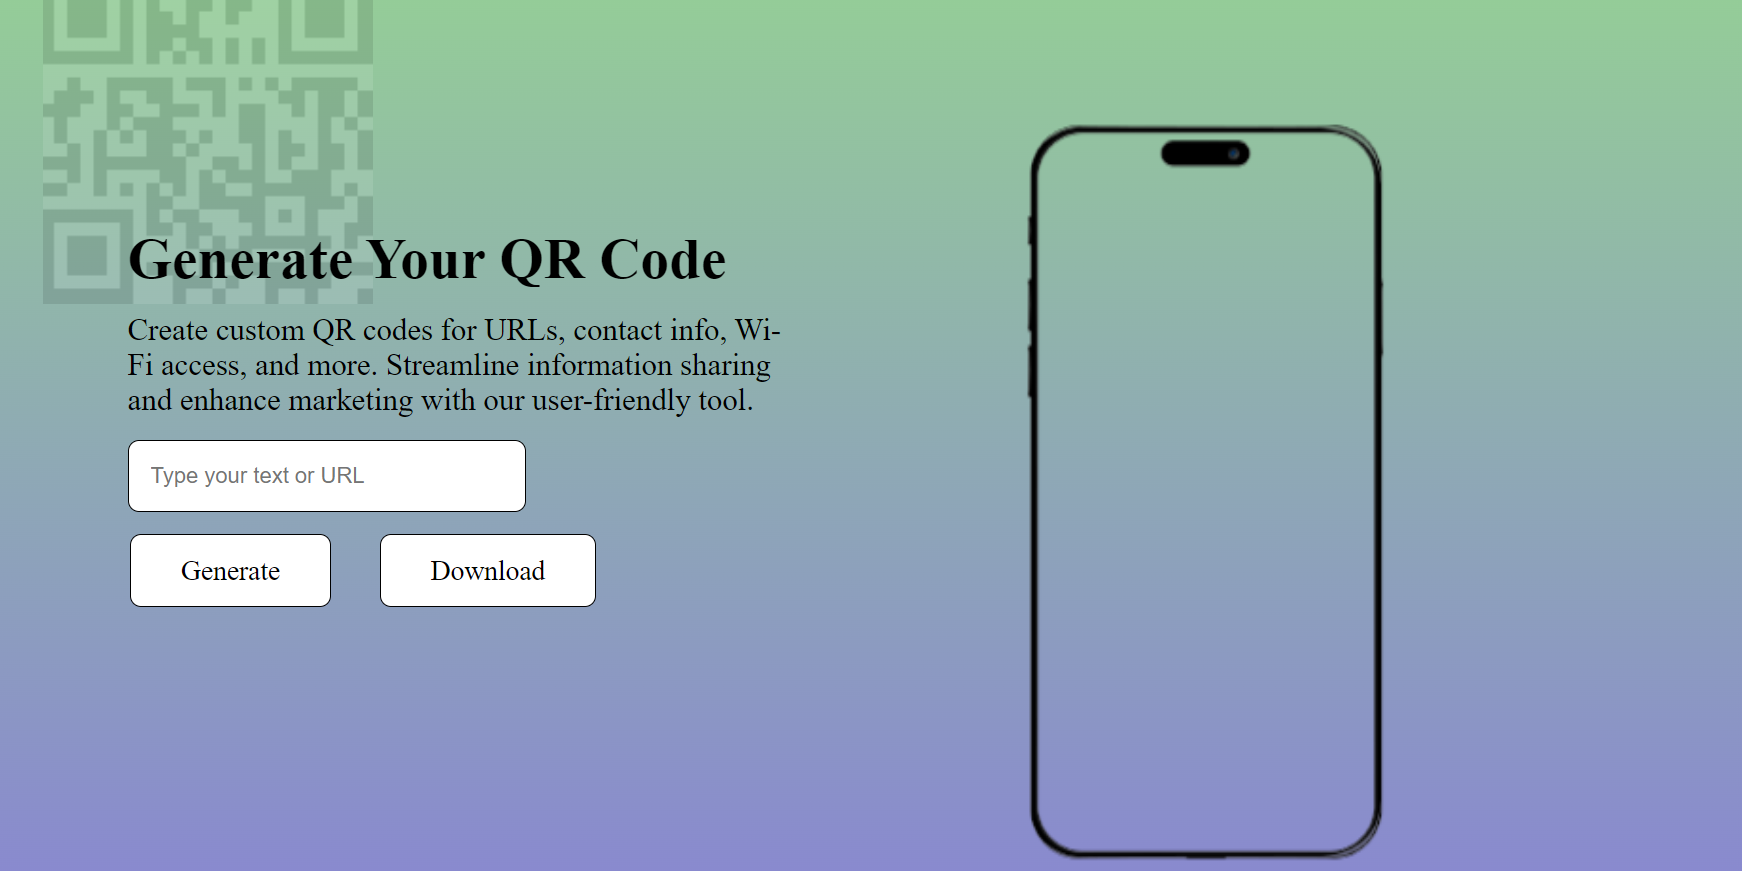 Generate Your QR Code
Create custom QR codes for URLs, contact info, Wi-
Fi access, and more. Streamline information sharing
and enhance marketing with our user-friendly tool.
Type your text or URL
Generate Download